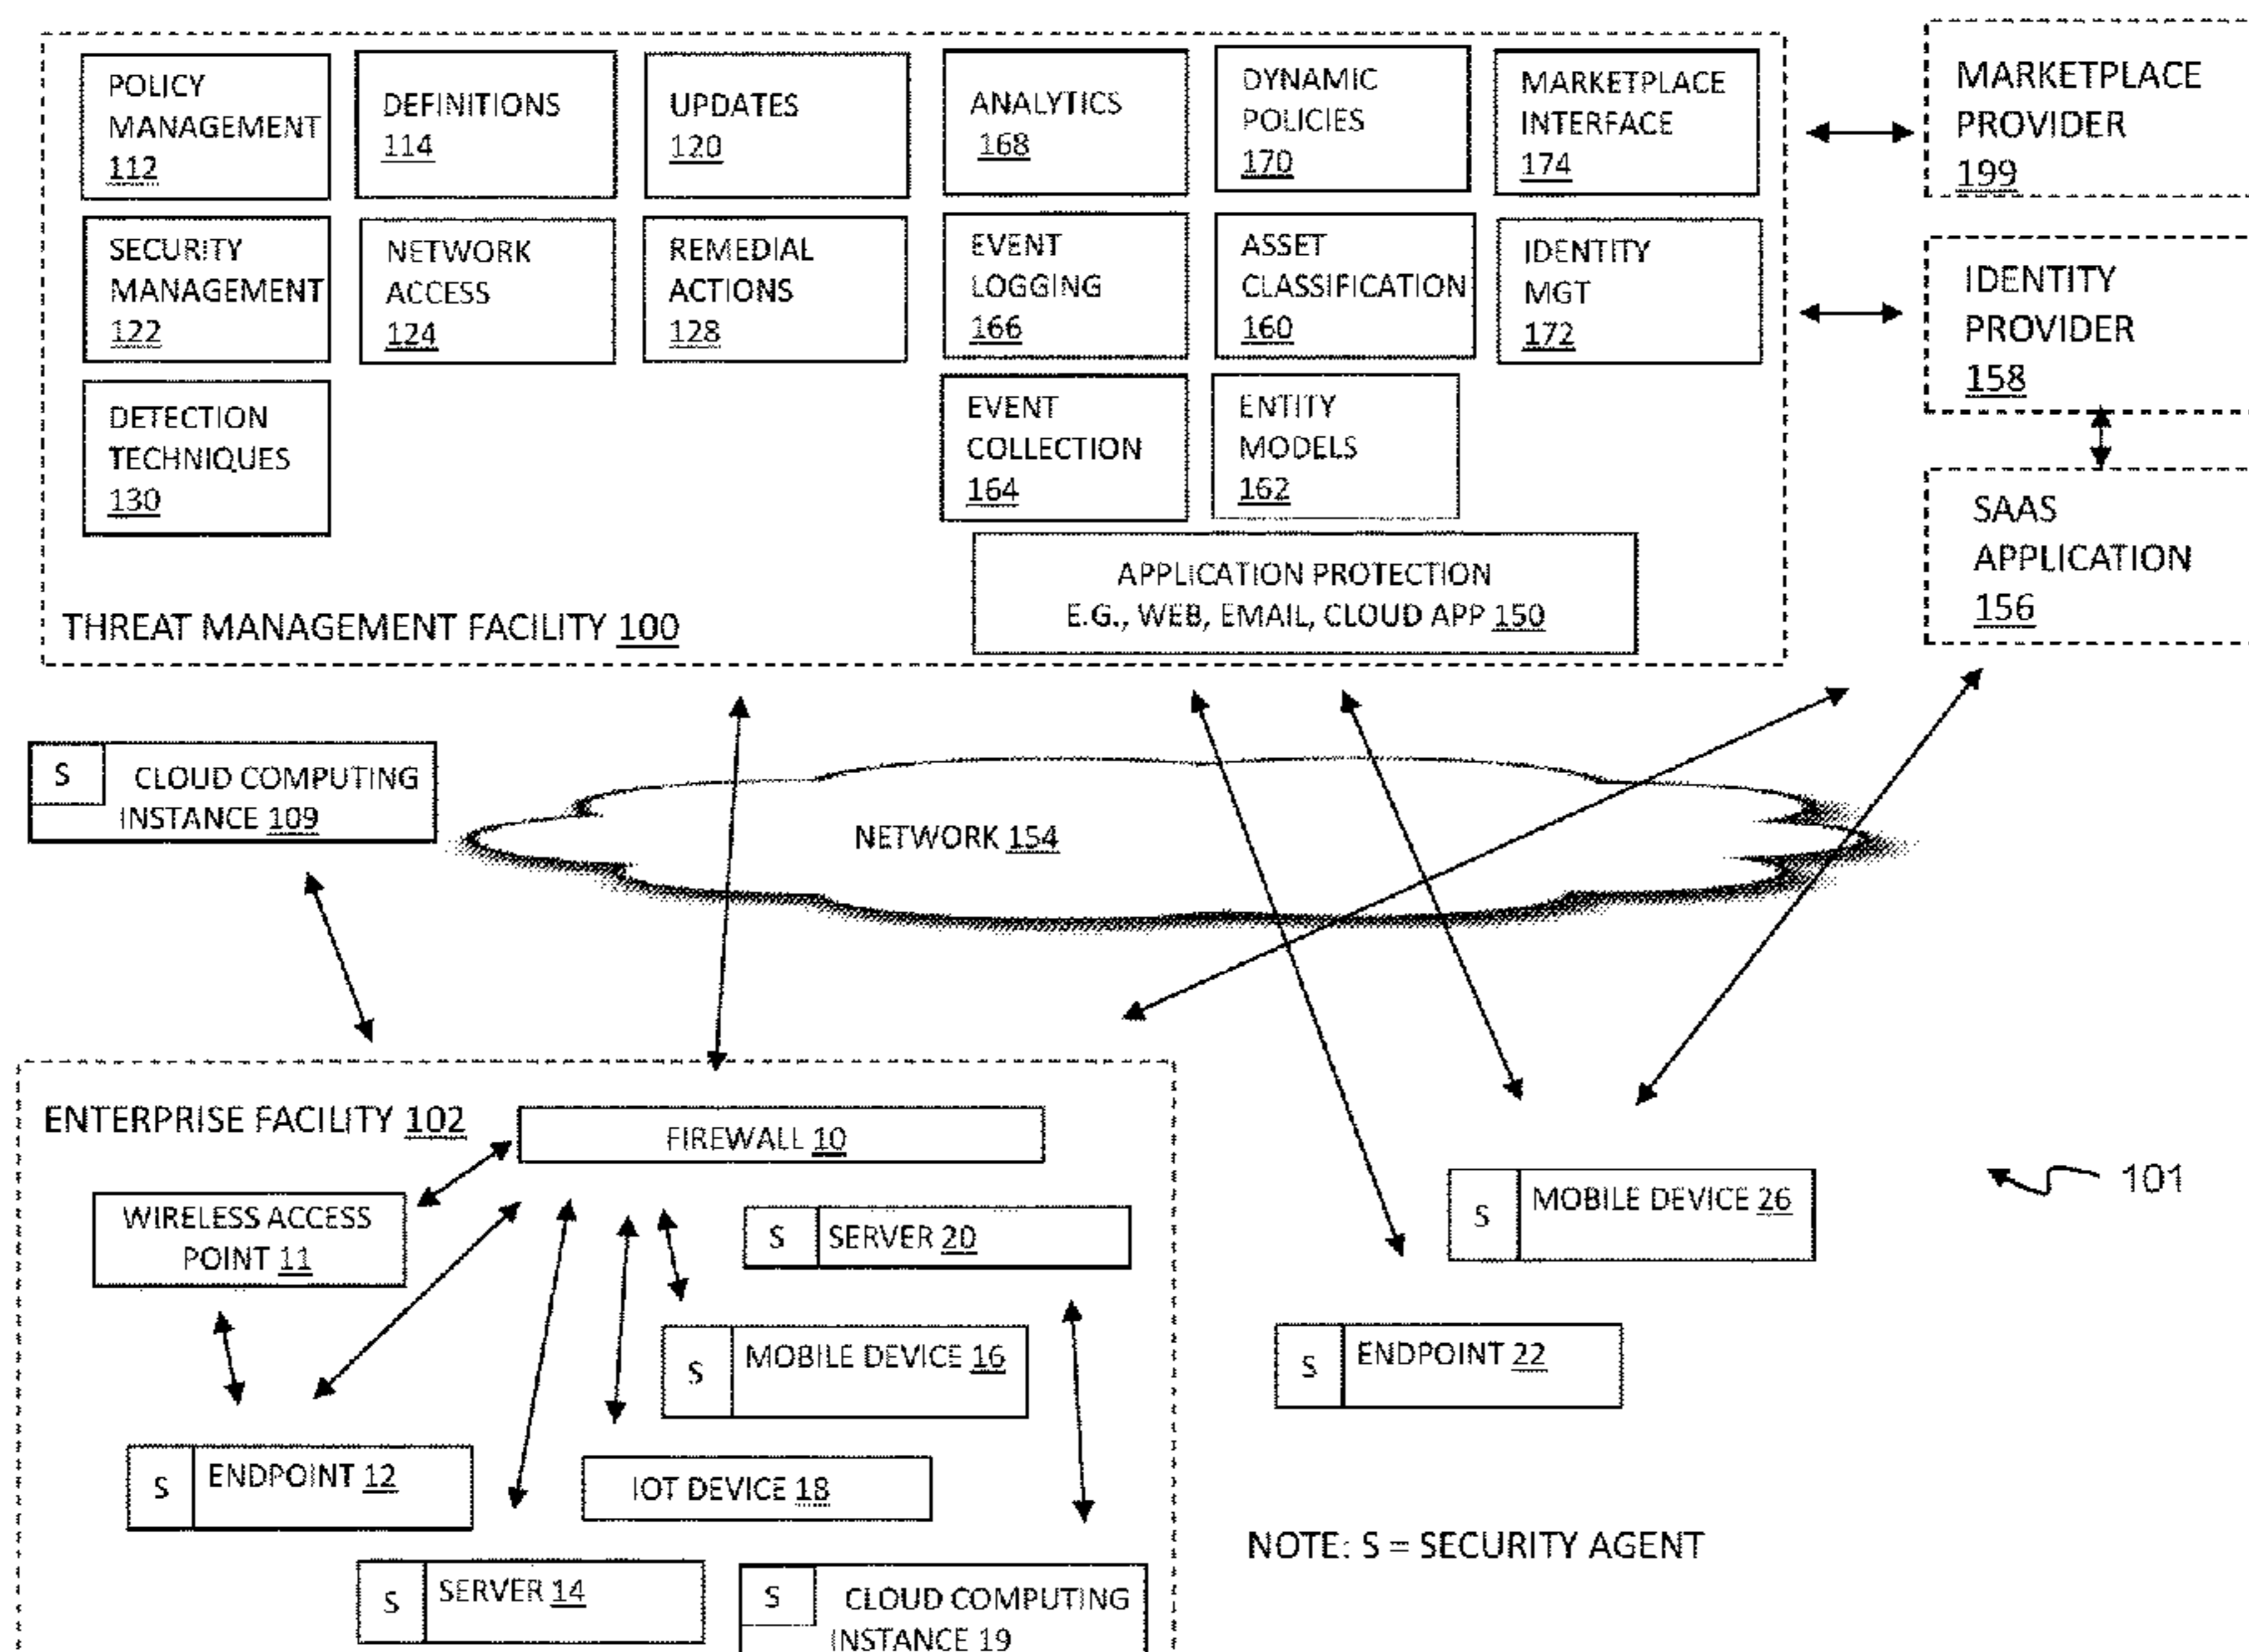 POLICY
MANAGEMENT
112
DEFINITIONS
114
UPDATES
120
ANALYTICS
168
DYNAMIC
POLICIES
170
MARKETPLACE
INTERFACE
174
MARKETPLACE
PROVIDER
199
SECURITY
MANAGEMENT
122
NETWORK
ACCESS
124
REMEDIAL
ACTIONS
128
EVENT
LOGGING
166
ASSET
CLASSIFICATION
160
IDENTITY
MGT
172
IDENTITY
PROVIDER
158
DETECTION
TECHNIQUES
130
EVENT
COLLECTION
164
ENTITY
MODELS
162
SAAS
APPLICATION
156
APPLICATION PROTECTION
E.G., WEB, EMAIL, CLOUD APP 150
THREAT MANAGEMENT FACILITY 100
S CLOUD COMPUTING
INSTANCE 109
NETWORK 154
ENTERPRISE FACILITY 102
FIREWALL 10
WIRELESS ACCESS
POINT 11
S SERVER 20
S MOBILE DEVICE 26
101
S MOBILE DEVICE 16
S ENDPOINT 22
S ENDPOINT 12
IOT DEVICE 18
NOTE: S = SECURITY AGENT
S SERVER 14
S CLOUD COMPUTING
INSTANCE 19